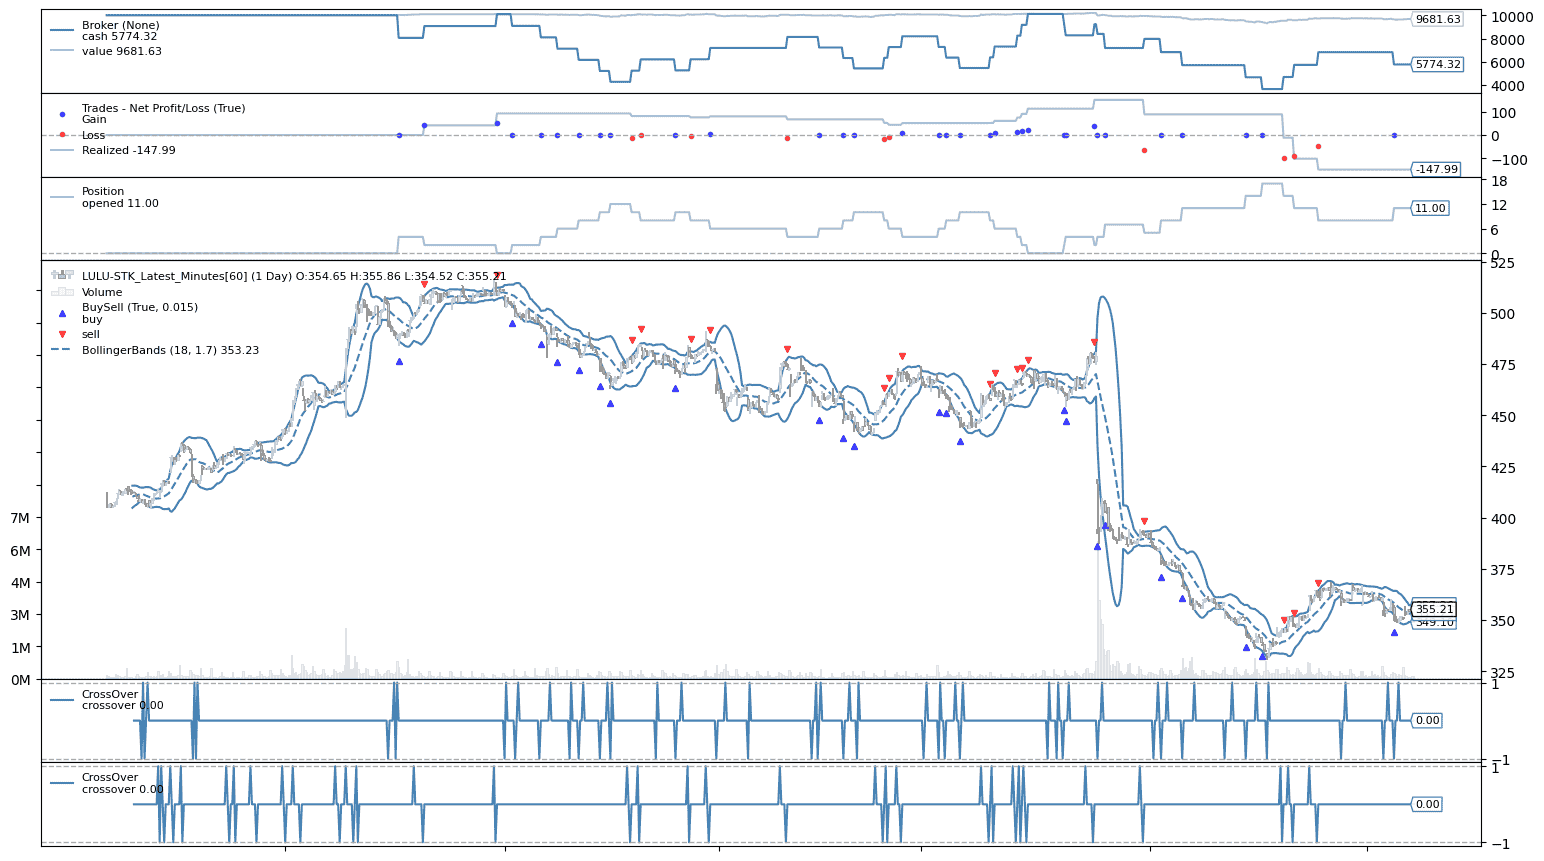 Broker (None)
cash 5774.32
value 9681.63
10000
8000
6000
4000
9681.63
5774.32
Trades - Net Profit/Loss (True)
Gain
Loss
Realized -147.99
100
0
−100
-147.99
Position
opened 11.00
18
12
6
0
11.00
LULU-STK_Latest_Minutes[60] (1 Day) O:354.65 H:355.86 L:354.52 C:355.21
Volume
BuySell (True, 0.015)
buy
sell
BollingerBands (18, 1.7) 353.23
525
500
475
450
425
400
375
350
325
7M
6M
4M
3M
1M
0M
355.21
349.10
CrossOver
crossover 0.00
1
−1
0.00
CrossOver
crossover 0.00
1
−1
0.00